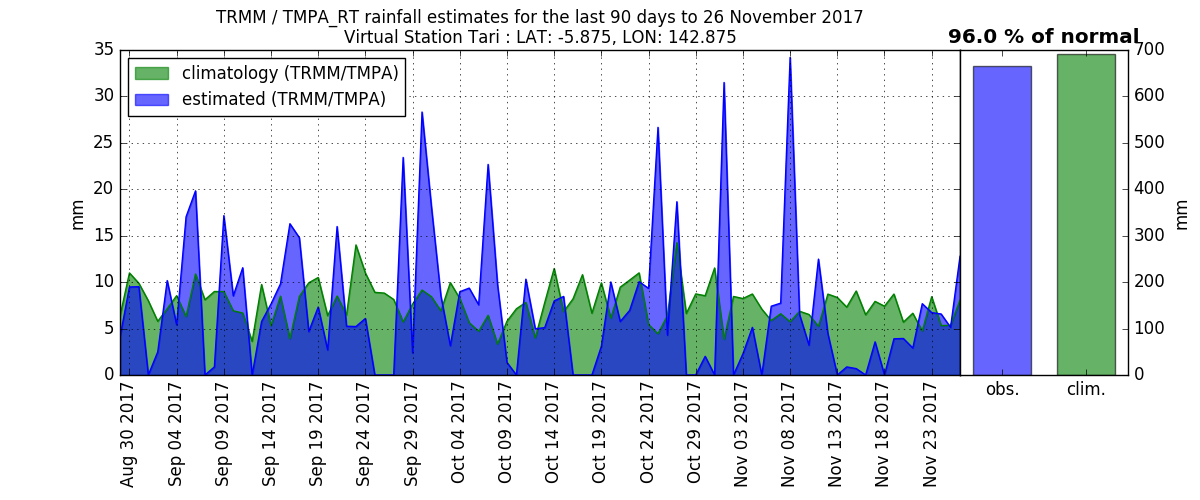 TRMM / TMPA_RT rainfall estimates for the last 90 days to 26 November 2017
Virtual Station Tari : LAT: -5.875, LON: 142.875
96.0 % of normal
climatology (TRMM/TMPA)
estimated (TRMM/TMPA)
mm
35
30
25
20
15
10
5
0
Aug 30 2017
Sep 04 2017
Sep 09 2017
Sep 14 2017
Sep 19 2017
Sep 24 2017
Sep 29 2017
Oct 04 2017
Oct 09 2017
Oct 14 2017
Oct 19 2017
Oct 24 2017
Oct 29 2017
Nov 03 2017
Nov 08 2017
Nov 13 2017
Nov 18 2017
Nov 23 2017
obs.
clim.
700
600
500
400
300
200
100
0
mm